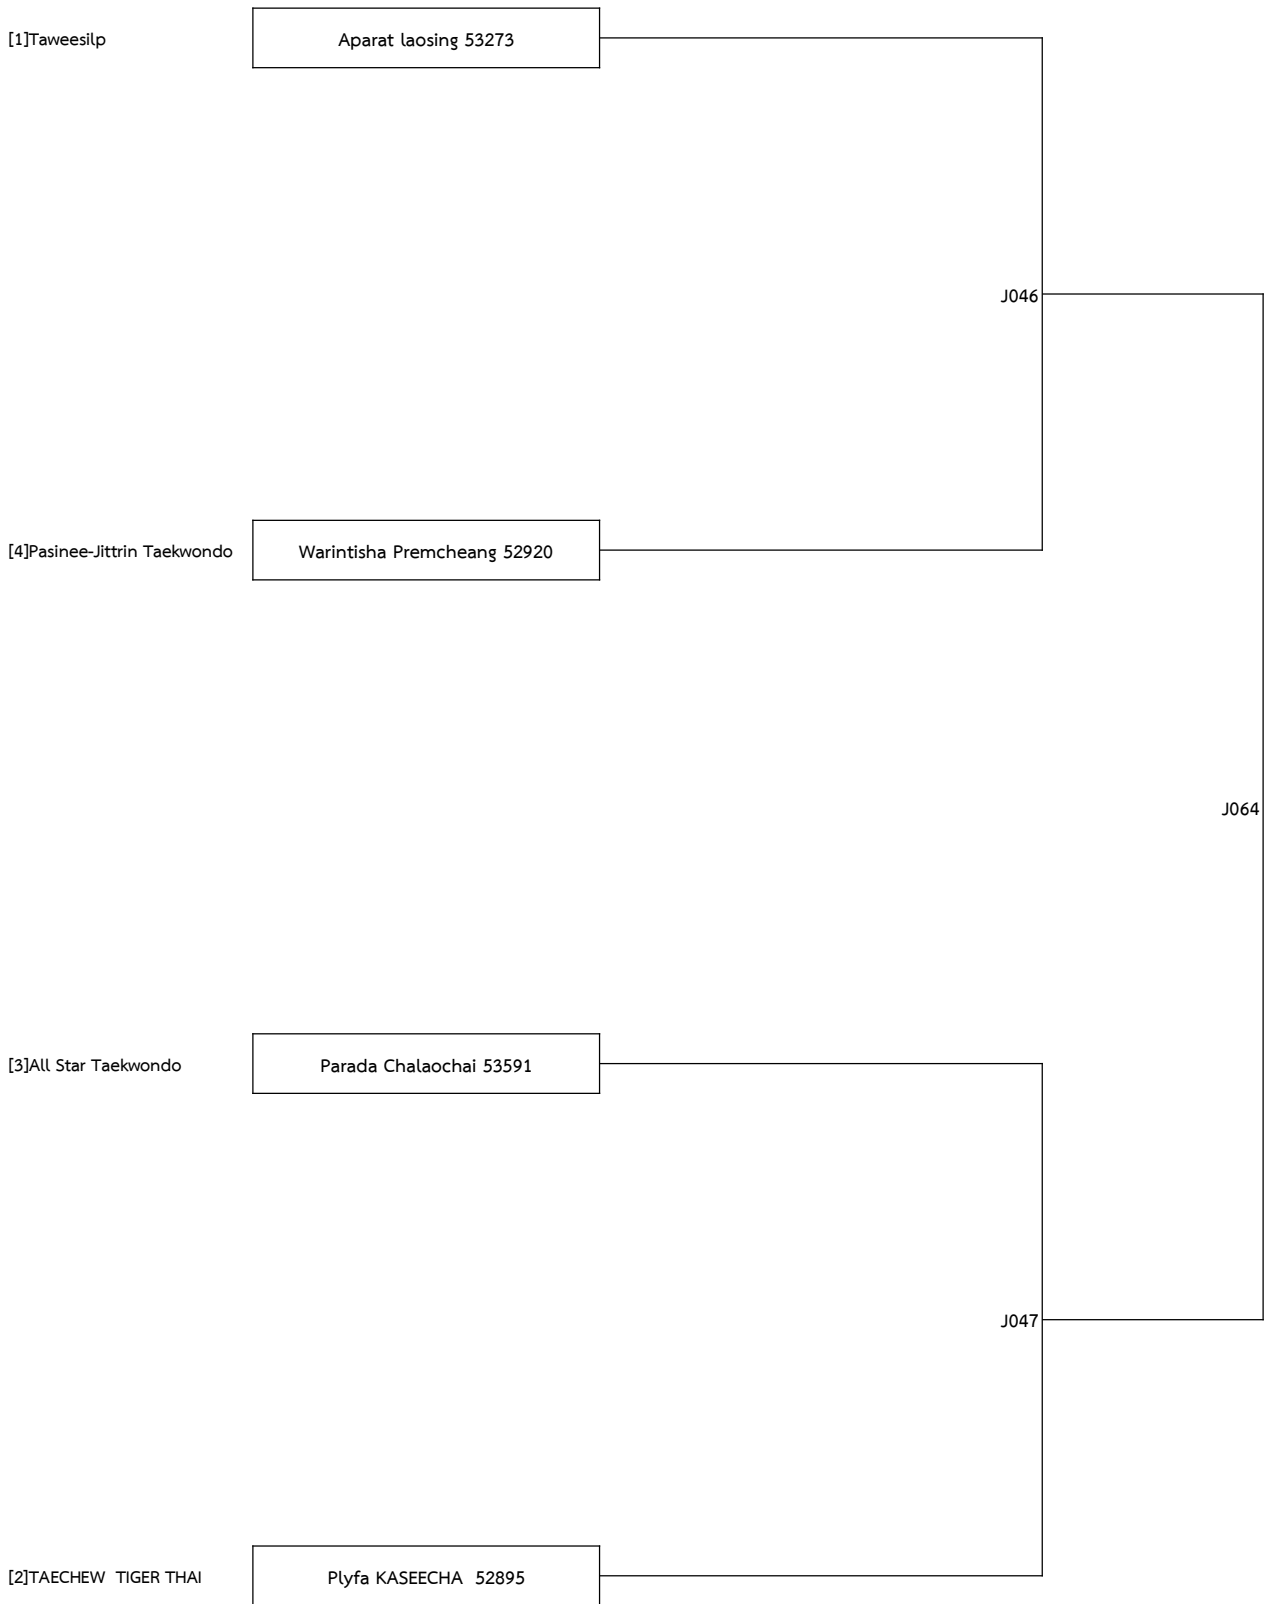 [1]Taweesilp
Aparat laosing 53273
J046
[4]Pasinee-Jittrin Taekwondo
Warintisha Premcheang 52920
J064
[3]All Star Taekwondo
Parada Chalaochai 53591
J047
[2]TAECHEW  TIGER THAI
Plyfa KASEECHA  52895